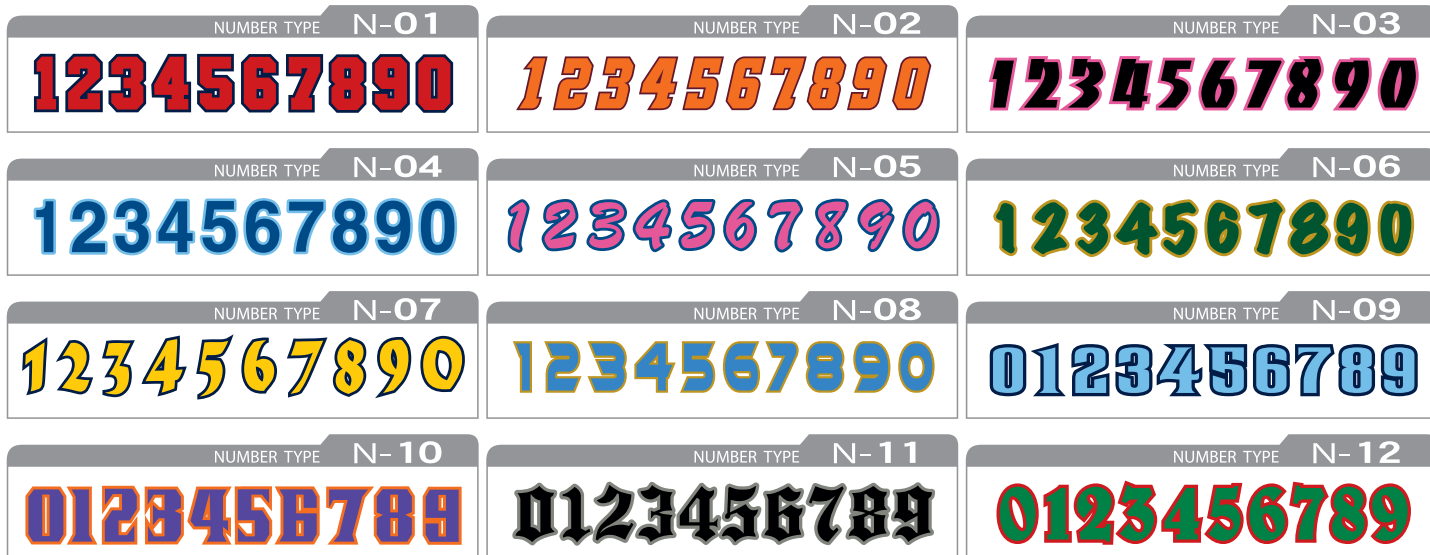 NUMBER TYPE N-01
1234567890
NUMBER TYPE N-02
1234567890
NUMBER TYPE N-03
1234567890
NUMBER TYPE N-04
1234567890
NUMBER TYPE N-05
1234567890
NUMBER TYPE N-06
1234567890
NUMBER TYPE N-07
1234567890
NUMBER TYPE N-08
1234567890
NUMBER TYPE N-09
0123456789
NUMBER TYPE N-10
0123456789
NUMBER TYPE N-11
0123456789
NUMBER TYPE N-12
0123456789